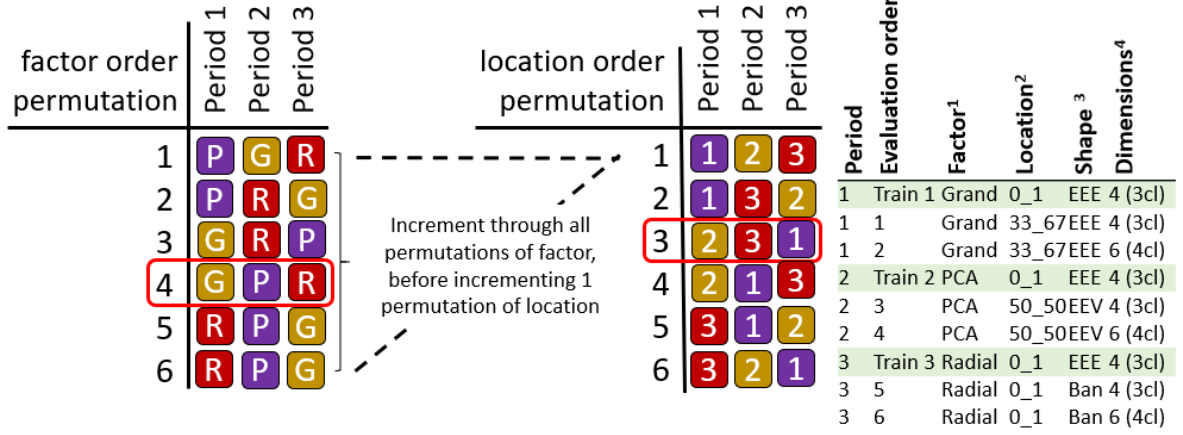 factor order
permutation
Period 1
Period 2
Period 3
1 P G R
2 P R G
3 G R P
4 G P R
5 R P G
6 R P G
Increment through all
permutations of factor,
before incrementing 1
permutation of location
location order
permutation
Period 1
Period 2
Period 3
1 1 2 3
2 1 3 2
3 2 3 1
4 2 1 3
5 3 1 2
6 3 2 1
Period
Evaluation order
Factor¹
Location²
Shape ³
Dimensions⁴
1 Train 1 Grand 0_1 EEE 4 (3cl)
1 1 Grand 33_67 EEE 4 (3cl)
1 2 Grand 33_67 EEE 6 (4cl)
2 Train 2 PCA 0_1 EEE 4 (3cl)
2 3 PCA 50_50 EEV 4 (3cl)
2 4 PCA 50_50 EEV 6 (4cl)
3 Train 3 Radial 0_1 EEE 4 (3cl)
3 5 Radial 0_1 Ban 4 (3cl)
3 6 Radial 0_1 Ban 6 (4cl)